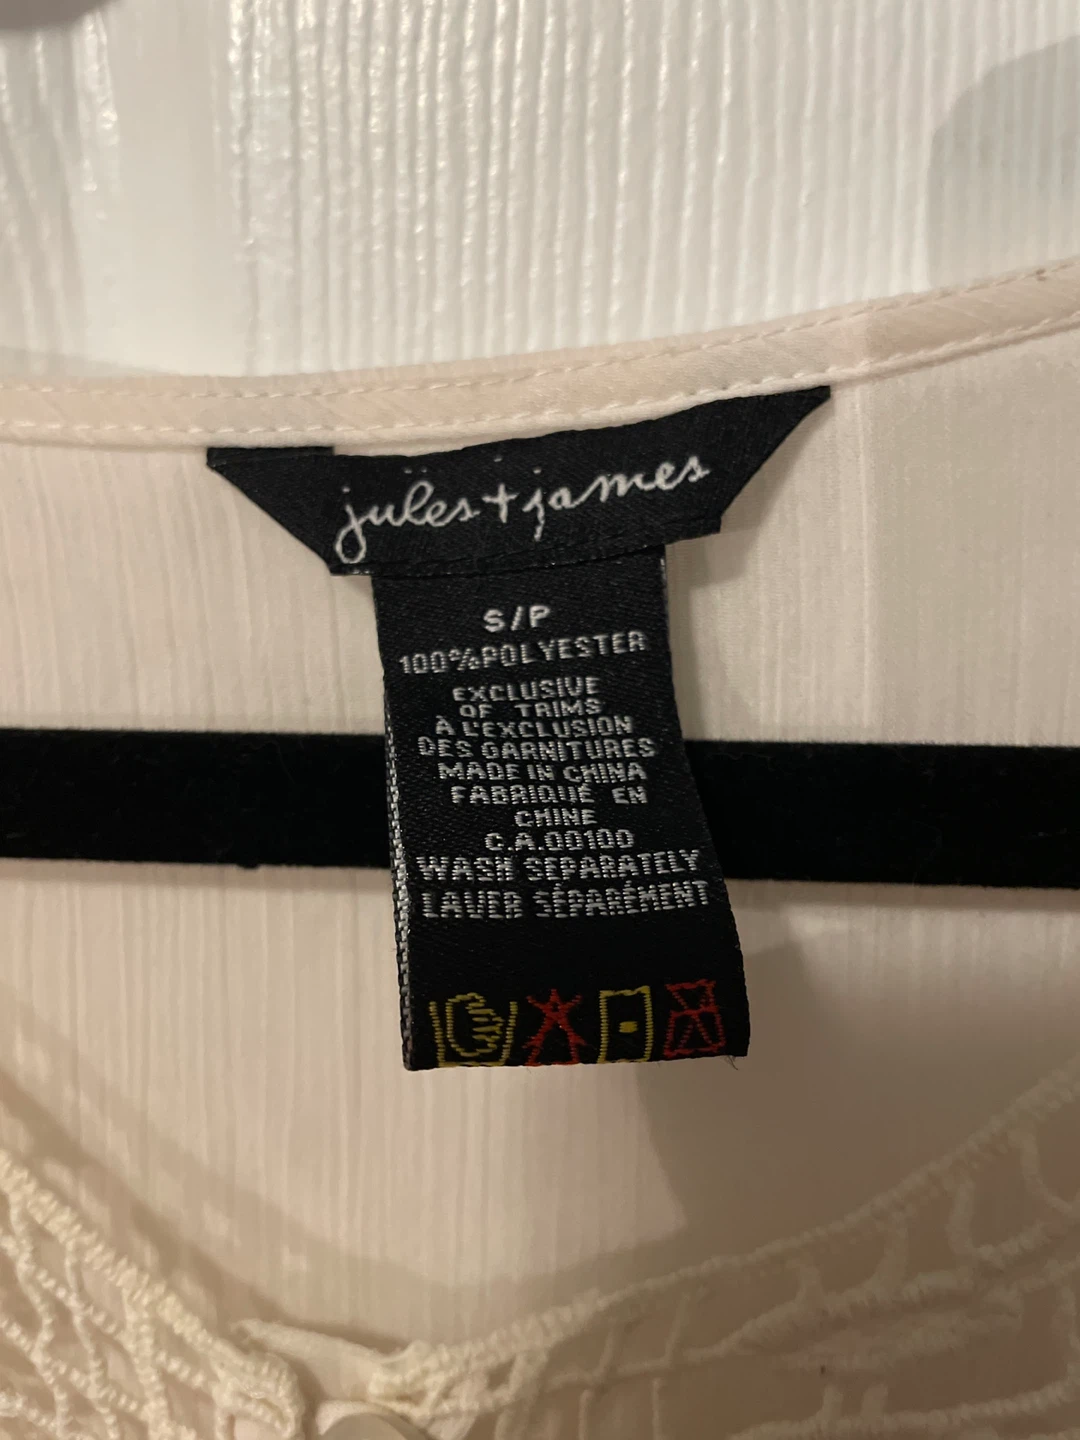 jules + james
S/P
100% POLYESTER
EXCLUSIVE
OF TRIMS
À L'EXCLUSION
DES GARNITURES
MADE IN CHINA
FABRIQUÉ EN
CHINE
C.A.00100
WASH SEPARATELY
LAVER SÉPARÉMENT